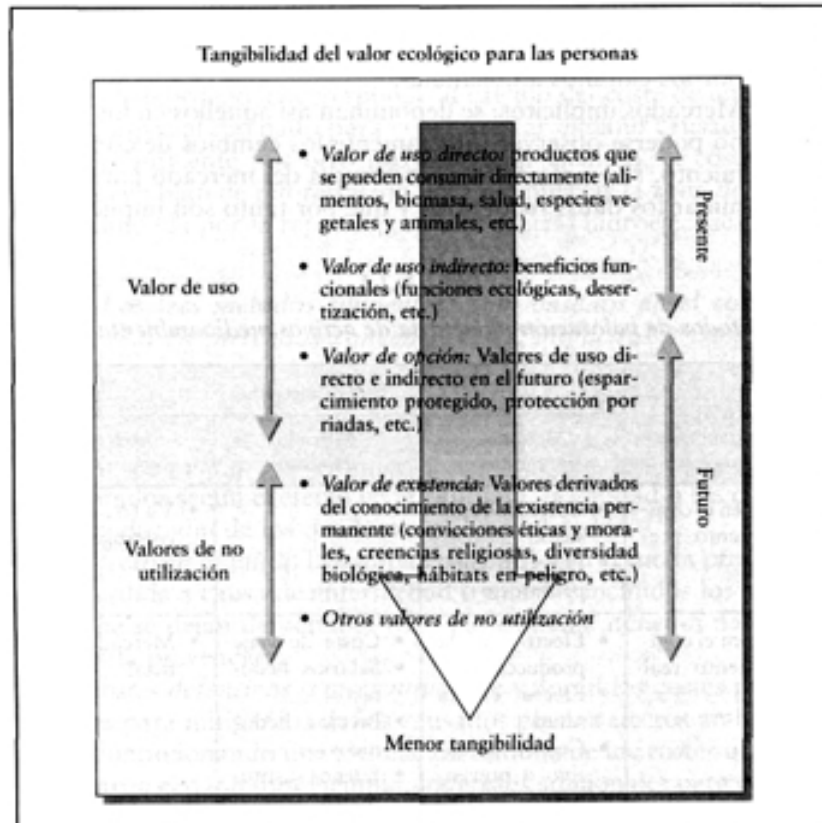 Tangibilidad del valor ecológico para las personas
Valor de uso
Valores de no
utilización
• Valor de uso directo: productos que
se pueden consumir directamente (ali-
mentos, biomasa, salud, especies ve-
getales y animales, etc.)
• Valor de uso indirecto: beneficios fun-
cionales (funciones ecológicas, deser-
tización, etc.)
• Valor de opción: Valores de uso di-
recto e indirecto en el futuro (espar-
cimiento protegido, protección por
riadas, etc.)
• Valor de existencia: Valores derivados
del conocimiento de la existencia per-
manente (convicciones éticas y mora-
les, creencias religiosas, diversidad
biológica, hábitats en peligro, etc.)
• Otros valores de no utilización
Presente
Futuro
Menor tangibilidad